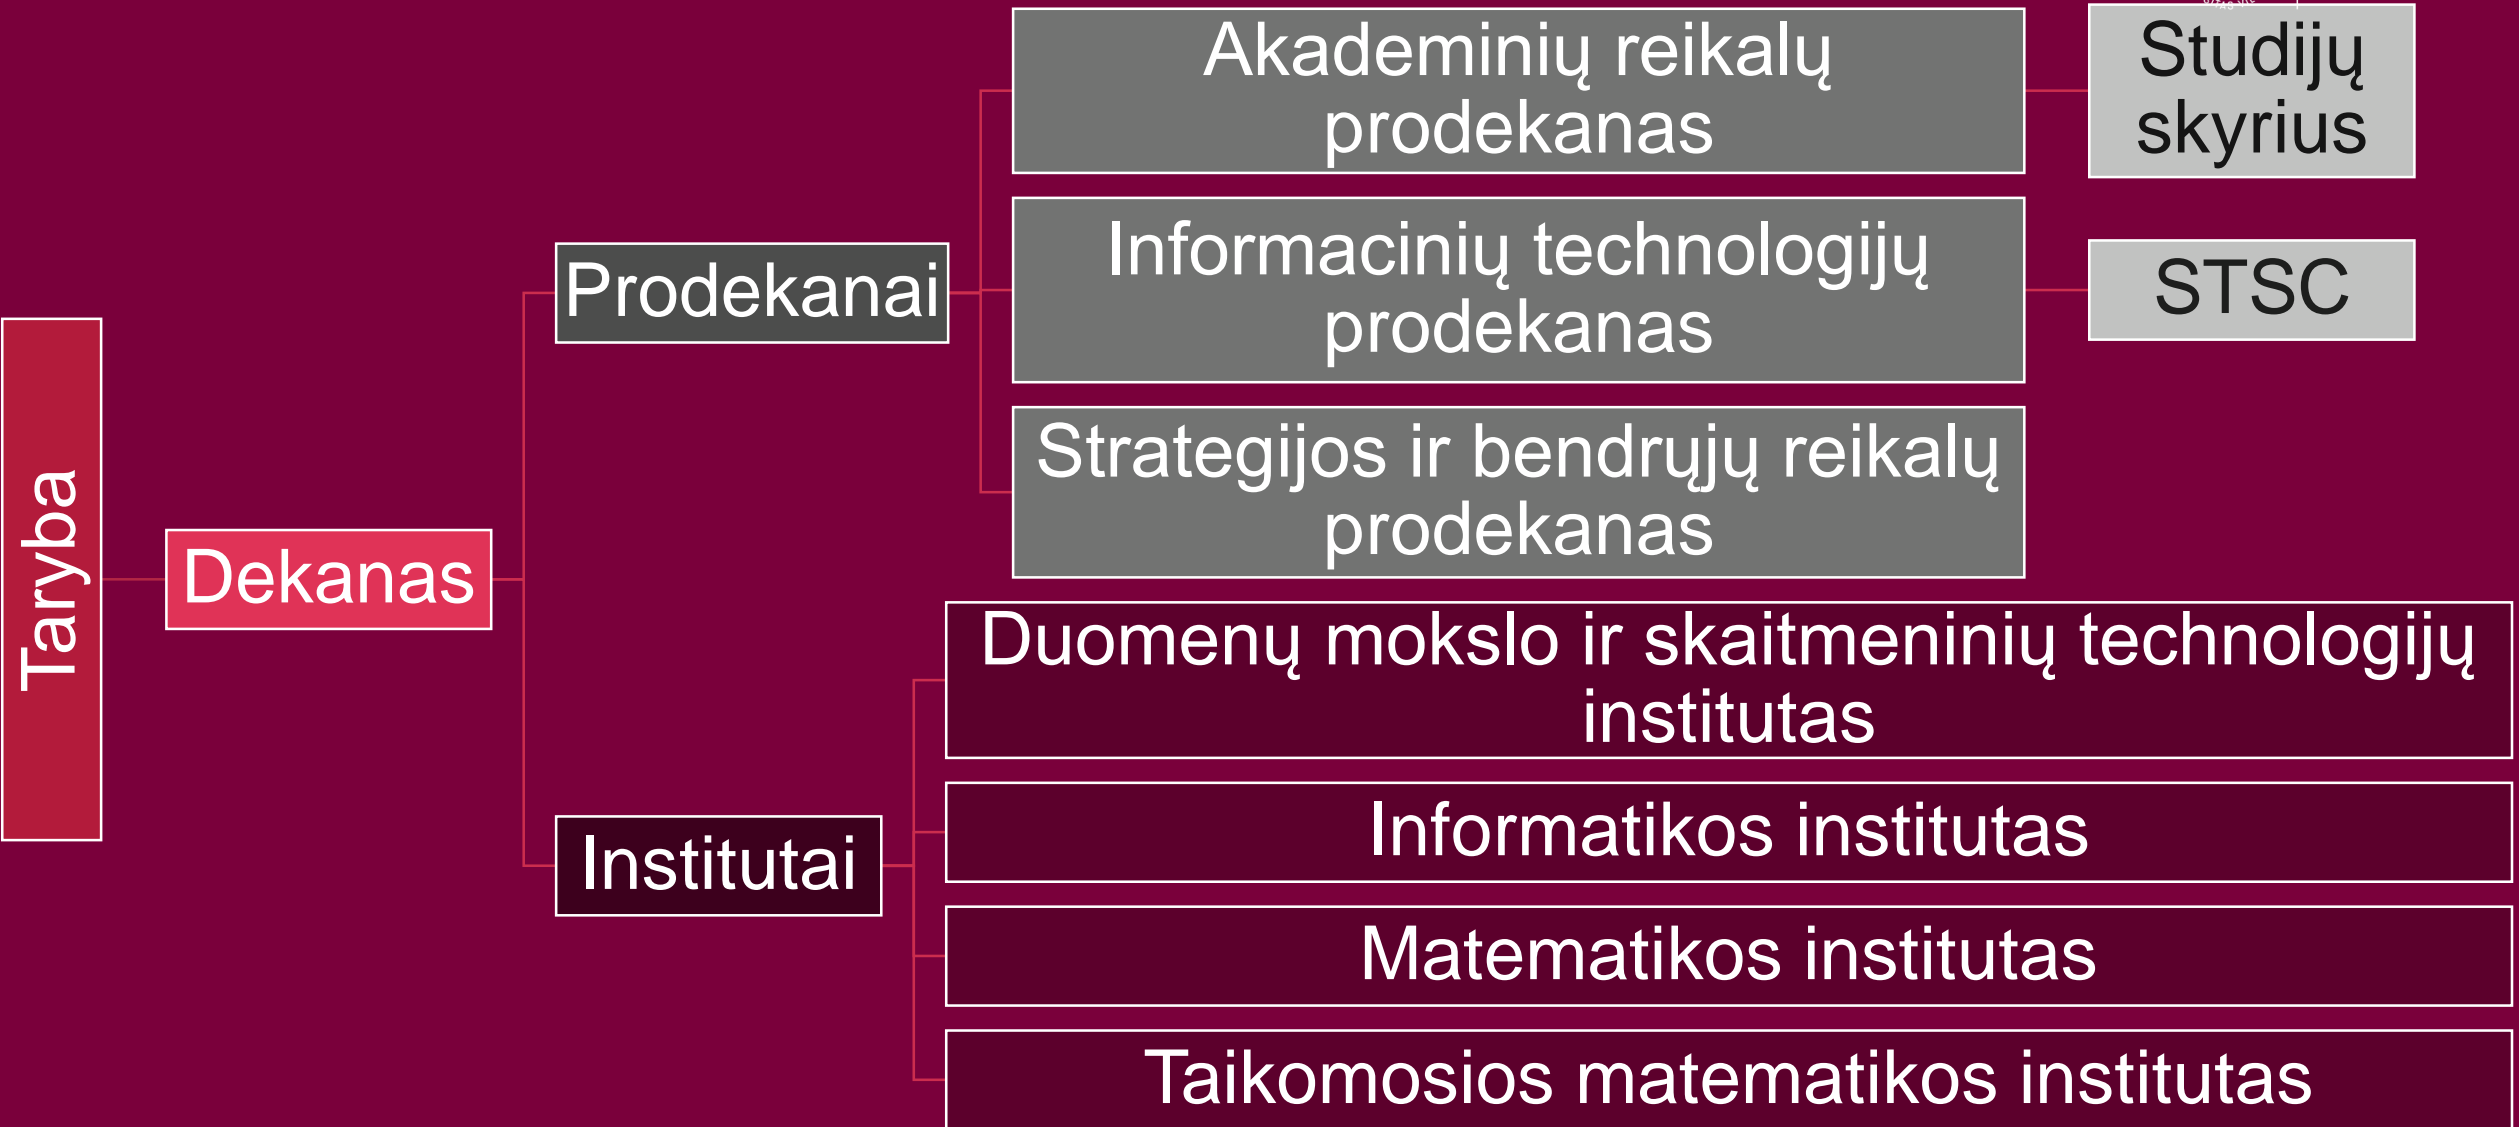 Taryba
Dekanas
Prodekanai
Akademinių reikalų
prodekanas
Studijų
skyrius
Informacinių technologijų
prodekanas
STSC
Strategijos ir bendrųjų reikalų
prodekanas
Institutai
Duomenų mokslo ir skaitmeninių technologijų
institutas
Informatikos institutas
Matematikos institutas
Taikomosios matematikos institutas